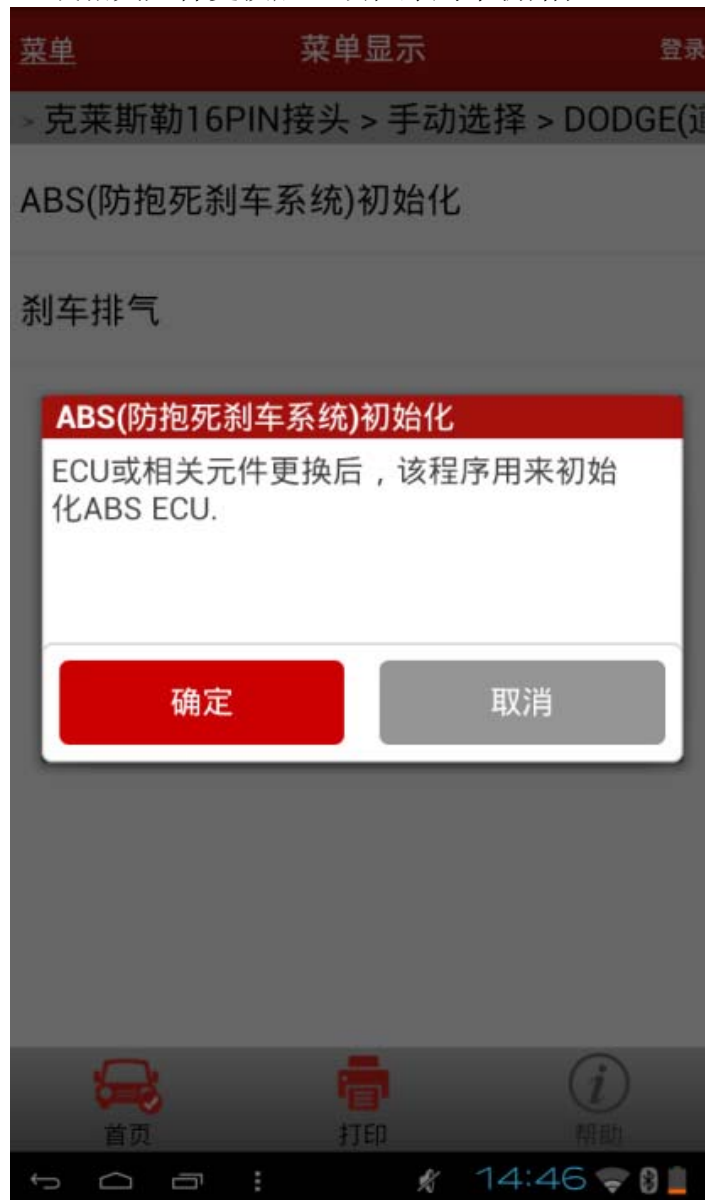 菜单 菜单显示 登录
> 克莱斯勒16PIN接头 > 手动选择 > DODGE(
ABS(防抱死刹车系统)初始化
刹车排气
ABS(防抱死刹车系统)初始化
ECU或相关元件更换后，该程序用来初始
化ABS ECU.
确定 取消
首页 打印 帮助
14:46